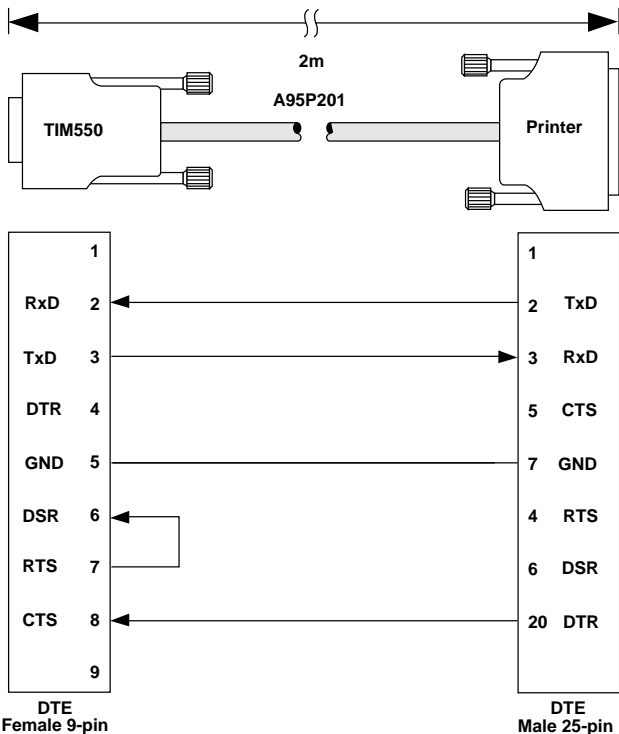 2m
A95P201
TIM550
Printer
1
1
RxD 2
2 TxD
TxD 3
3 RxD
DTR 4
5 CTS
GND 5
7 GND
DSR 6
4 RTS
RTS 7
6 DSR
CTS 8
20 DTR
9
DTE
Female 9-pin
DTE
Male 25-pin